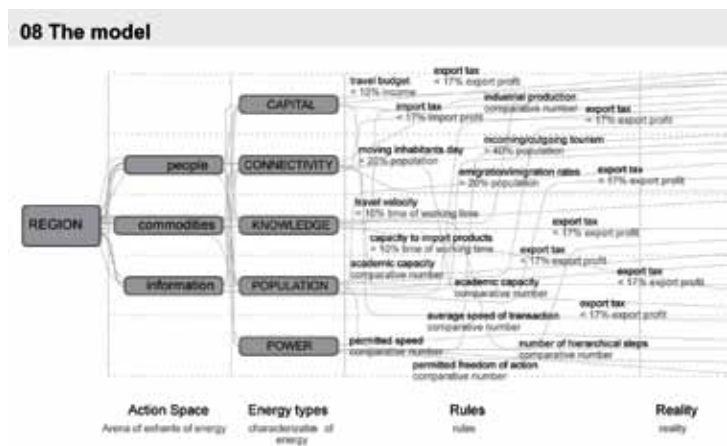 08 The model
export tax
< 17% export profit
travel budget
< 10% income
import tax
< 17% import profit
industrial production
comparative number
export tax
< 17% export profit
CAPITAL
moving inhabitants day
> 20% population
incoming/outgoing tourism
> 40% population
emigration/imigration rates
> 20% population
export tax
< 17% export profit
people
CONNECTIVITY
travel velocity
< 10% time of working time
export tax
< 17% export profit
REGION
commodities
KNOWLEDGE
capacity to import products
< 10% time of working time
export tax
< 17% export profit
academic capacity
comparative number
export tax
< 17% export profit
information
POPULATION
academic capacity
comparative number
average speed of transaction
comparative number
export tax
< 17% export profit
POWER
permitted speed
comparative number
number of hierarchical steps
comparative number
permitted freedom of action
comparative number
Action Space
Arena of of energy
Energy types
of
energy
Rules
rules
Reality
reality